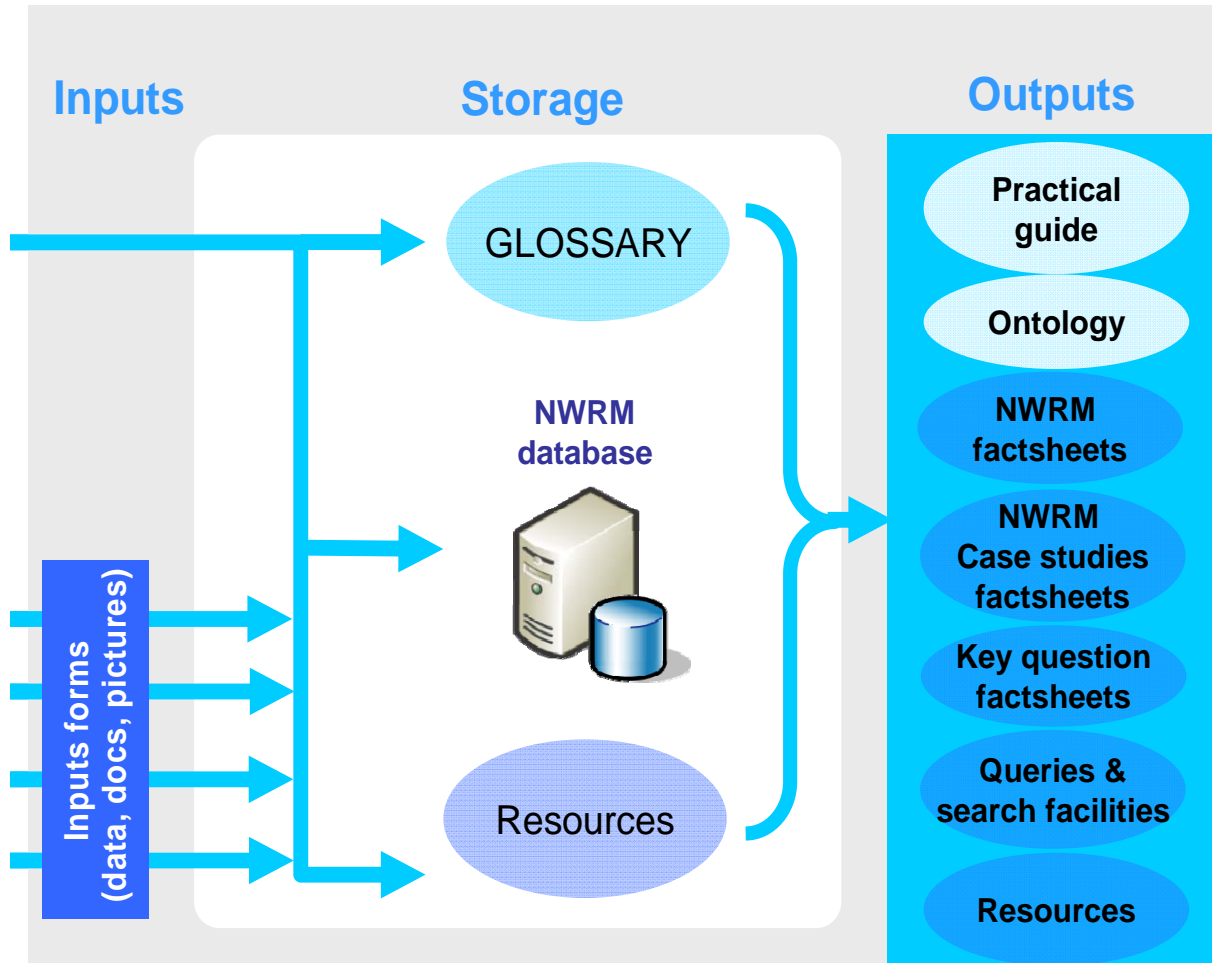 Inputs
Storage
Outputs
Inputs forms
(data, docs, pictures)
GLOSSARY
NWRM
database
Resources
Practical
guide
Ontology
NWRM
factsheets
NWRM
Case studies
factsheets
Key question
factsheets
Queries &
search facilities
Resources